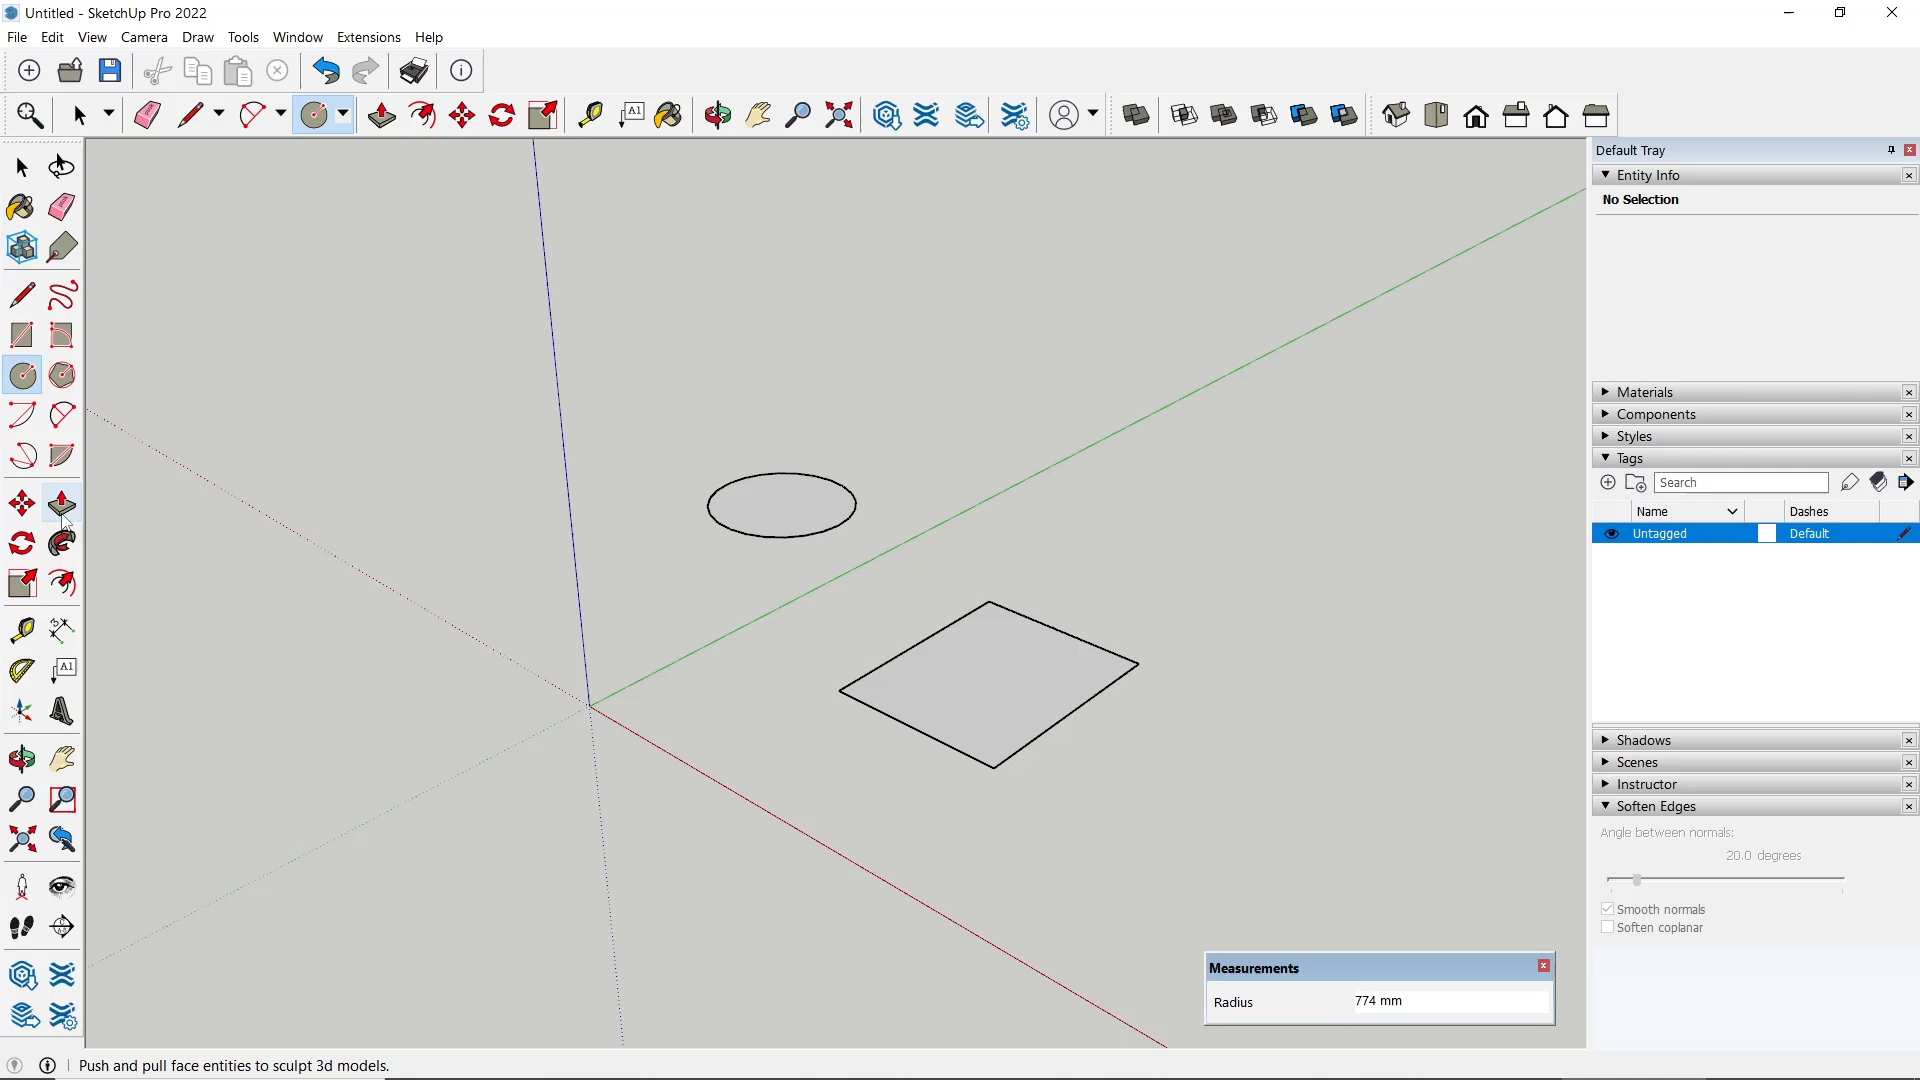 Untitled - SketchUp Pro 2022
File Edit View Camera Draw Tools Window Extensions Help
A1
Default Tray
Entity Info
No Selection
Materials
Components
Styles
Tags
Search
Name Dashes
Untagged Default
A1
Shadows
Scenes
Instructor
Soften Edges
Angle between normals:
20.0 degrees
Smooth normals
Soften coplanar
Measurements
Radius 774 mm
Push and pull face entities to sculpt 3d models.